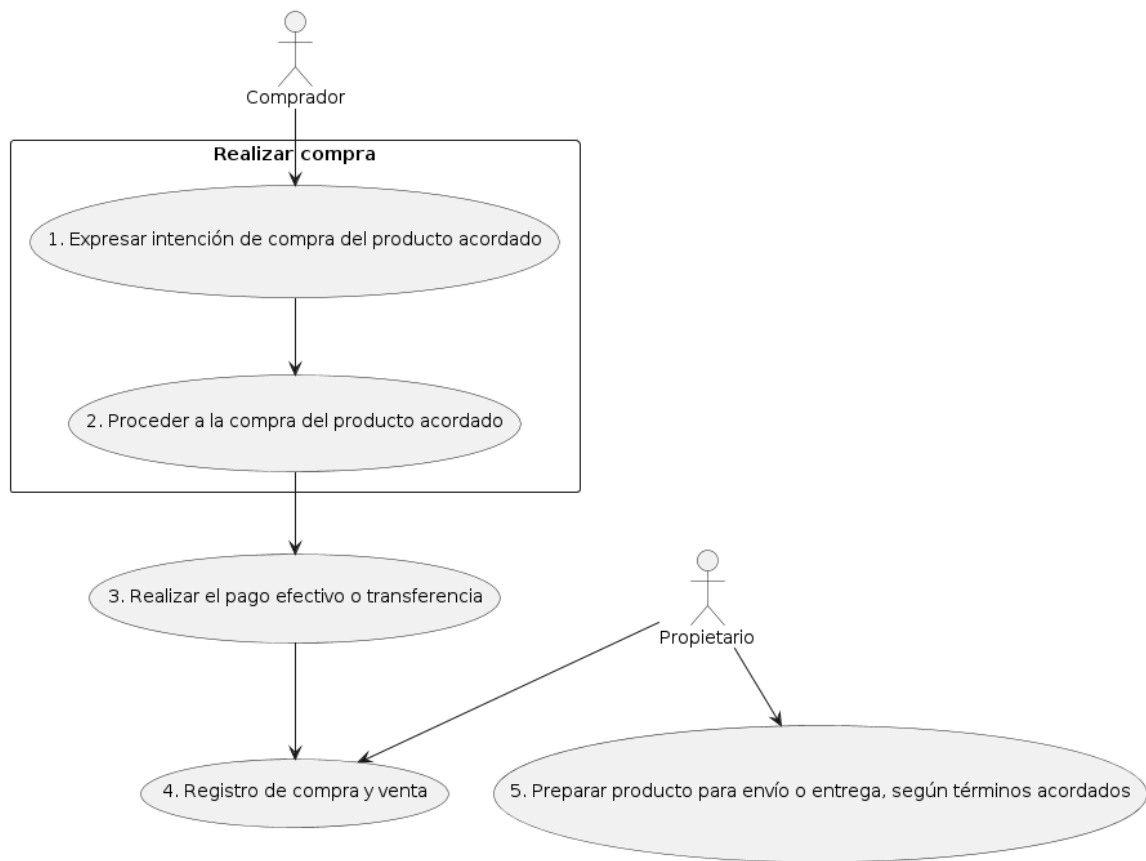 Comprador
Realizar compra
1. Expresar intención de compra del producto acordado
2. Proceder a la compra del producto acordado
3. Realizar el pago efectivo o transferencia
Propietario
4. Registro de compra y venta
5. Preparar producto para envío o entrega, según términos acordados